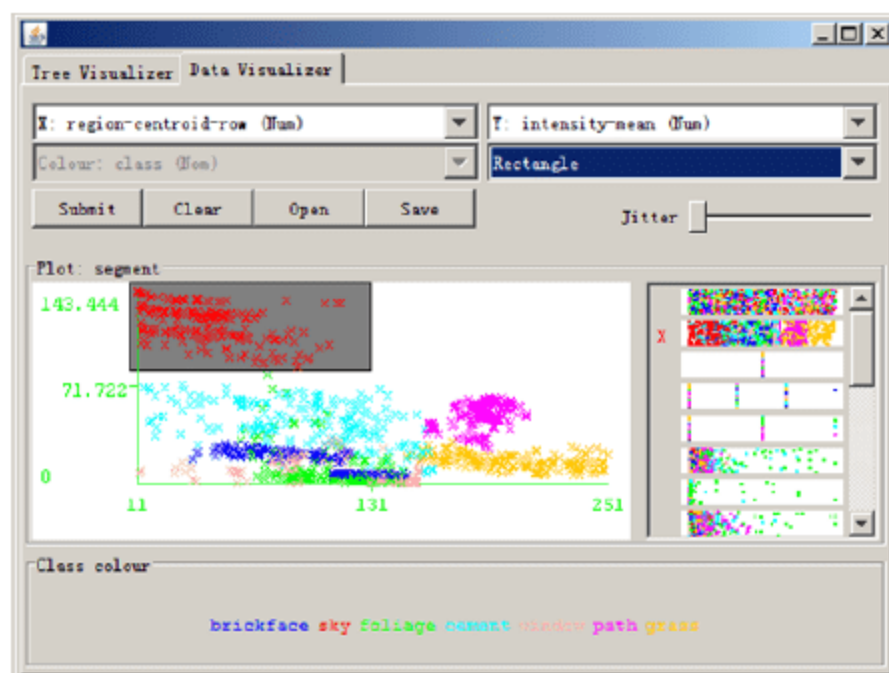 Tree Visualizer Data Visualizer
X: region-centroid-row (Num) Y: intensity-mean (Num)
Colour: class (Nom) Rectangle
Submit Clear Open Save Jitter
Plot: segment
143.444
X
71.722
0
11 131 251
Class colour
brickface sky foliage cement shadow path grass